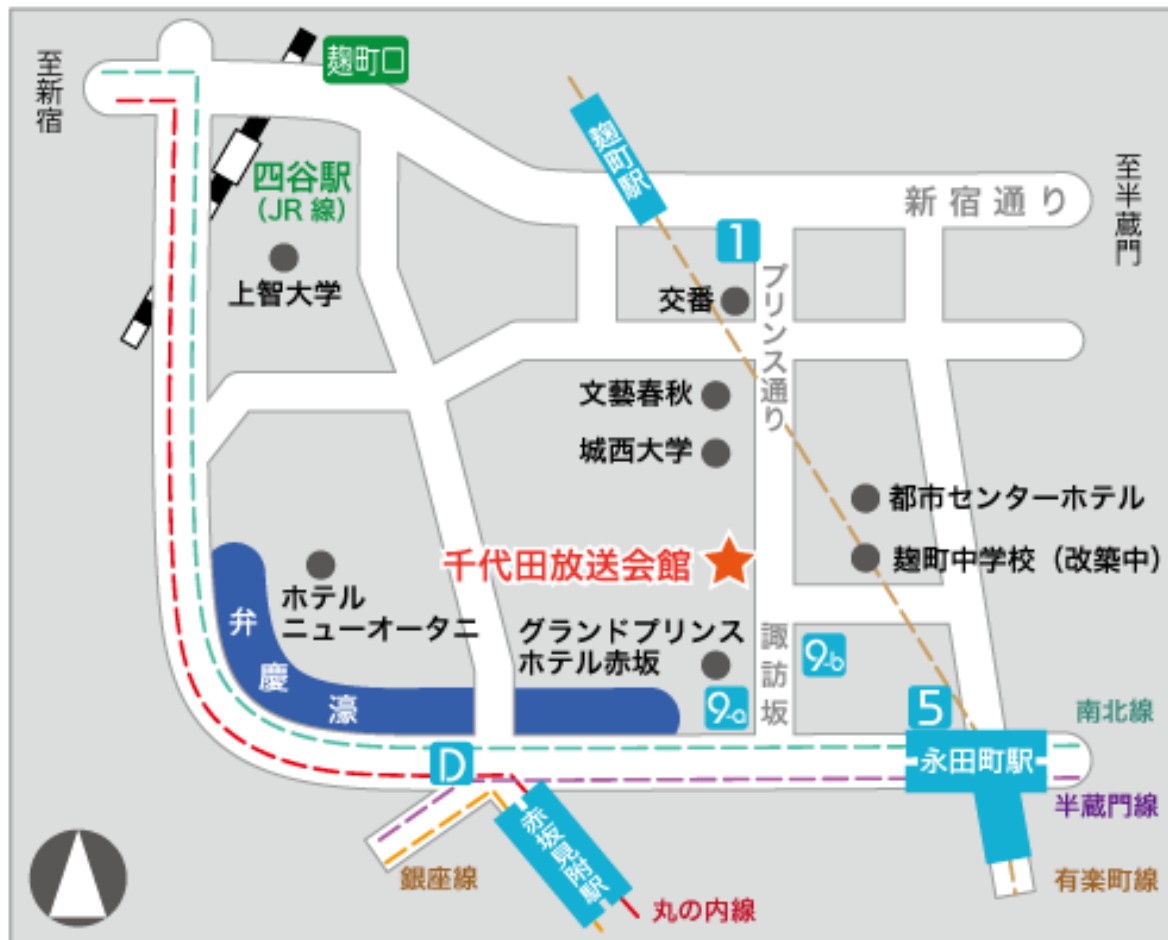 至新宿
麹町口
四谷駅
(JR 線)
上智大学
麹町駅
新宿通り
至半蔵門
1
交番
プリンス通り
文藝春秋
城西大学
都市センターホテル
千代田放送会館
麹町中学校（改築中）
ホテル
ニューオータニ
弁慶濠
グランドプリンス
ホテル赤坂
諏訪坂
9-b
9-a
5
南北線
永田町駅
D
半蔵門線
赤坂見附駅
銀座線
有楽町線
丸の内線